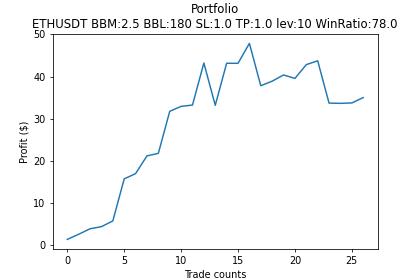 Portfolio
ETHUSDT BBM:2.5 BBL:180 SL:1.0 TP:1.0 lev:10 WinRatio:78.0
50
40
30
20
10
0
Profit ($)
0 5 10 15 20 25
Trade counts